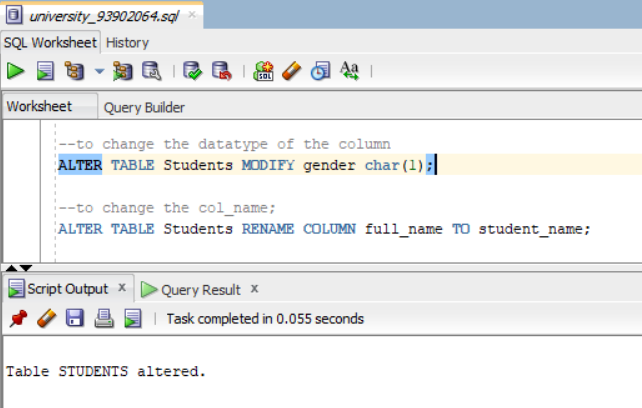 university_93902064.sql
SQL Worksheet History
Worksheet Query Builder
--to change the datatype of the column
ALTER TABLE Students MODIFY gender char(1);
--to change the col_name;
ALTER TABLE Students RENAME COLUMN full_name TO student_name;
Script Output x Query Result x
Task completed in 0.055 seconds
Table STUDENTS altered.